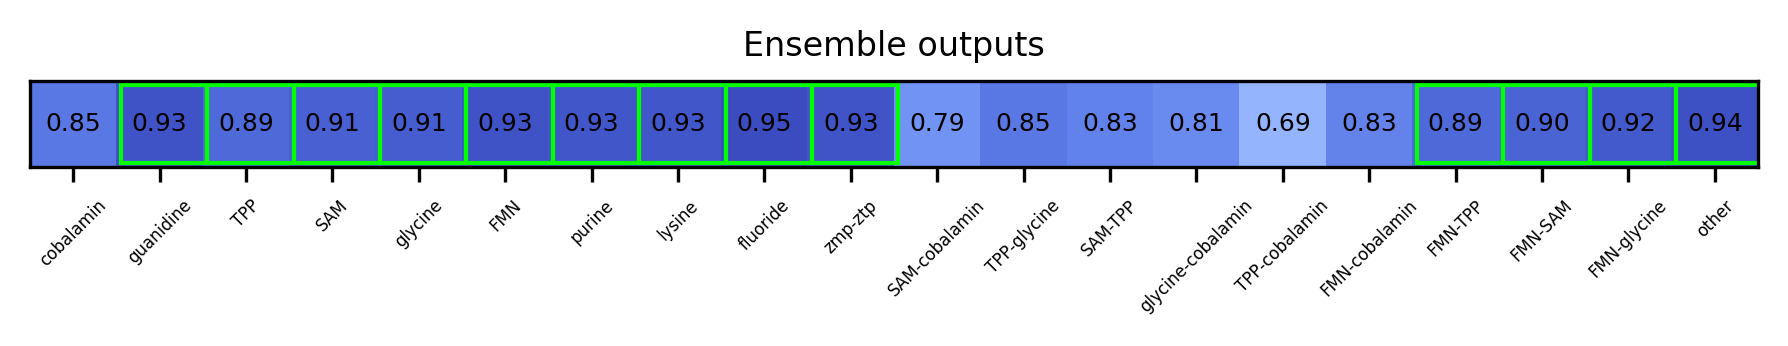 Ensemble outputs
0.85 0.93 0.89 0.91 0.91 0.93 0.93 0.93 0.95 0.93 0.79 0.85 0.83 0.81 0.69 0.83 0.89 0.90 0.92 0.94
cobalamin guanidine TPP SAM glycine FMN purine lysine fluoride zmp-ztp SAM-cobalamin TPP-glycine SAM-TPP glycine-cobalamin TPP-cobalamin FMN-cobalamin FMN-TPP FMN-SAM FMN-glycine other